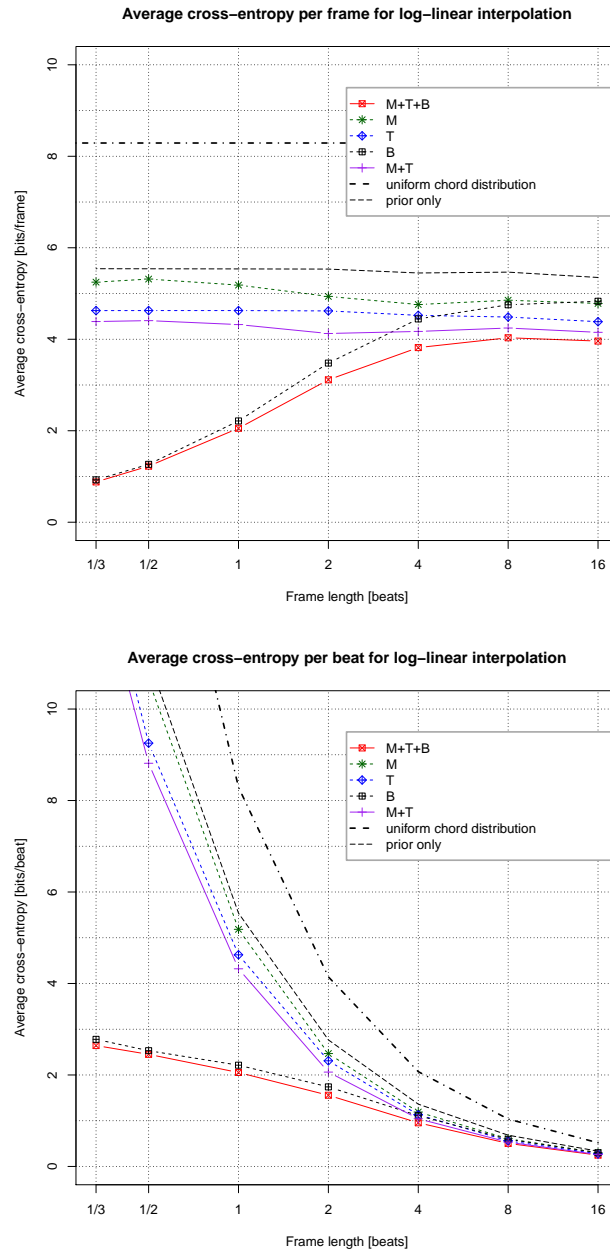 Average cross−entropy per frame for log−linear interpolation
10
8
6
4
2
0
Average cross−entropy [bits/frame]
M+T+B
M
T
B
M+T
uniform chord distribution
prior only
1/3 1/2 1 2 4 8 16
Frame length [beats]
Average cross−entropy per beat for log−linear interpolation
10
8
6
4
2
0
Average cross−entropy [bits/beat]
M+T+B
M
T
B
M+T
uniform chord distribution
prior only
1/3 1/2 1 2 4 8 16
Frame length [beats]